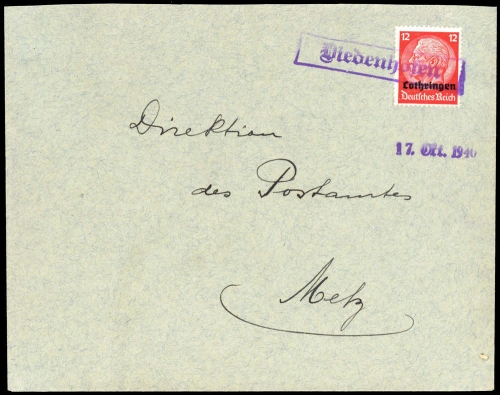 12 12
Diedenhofen
Lothringen
Deutsches Reich
17. Okt. 1940
Direktion
des Postamtes
Metz